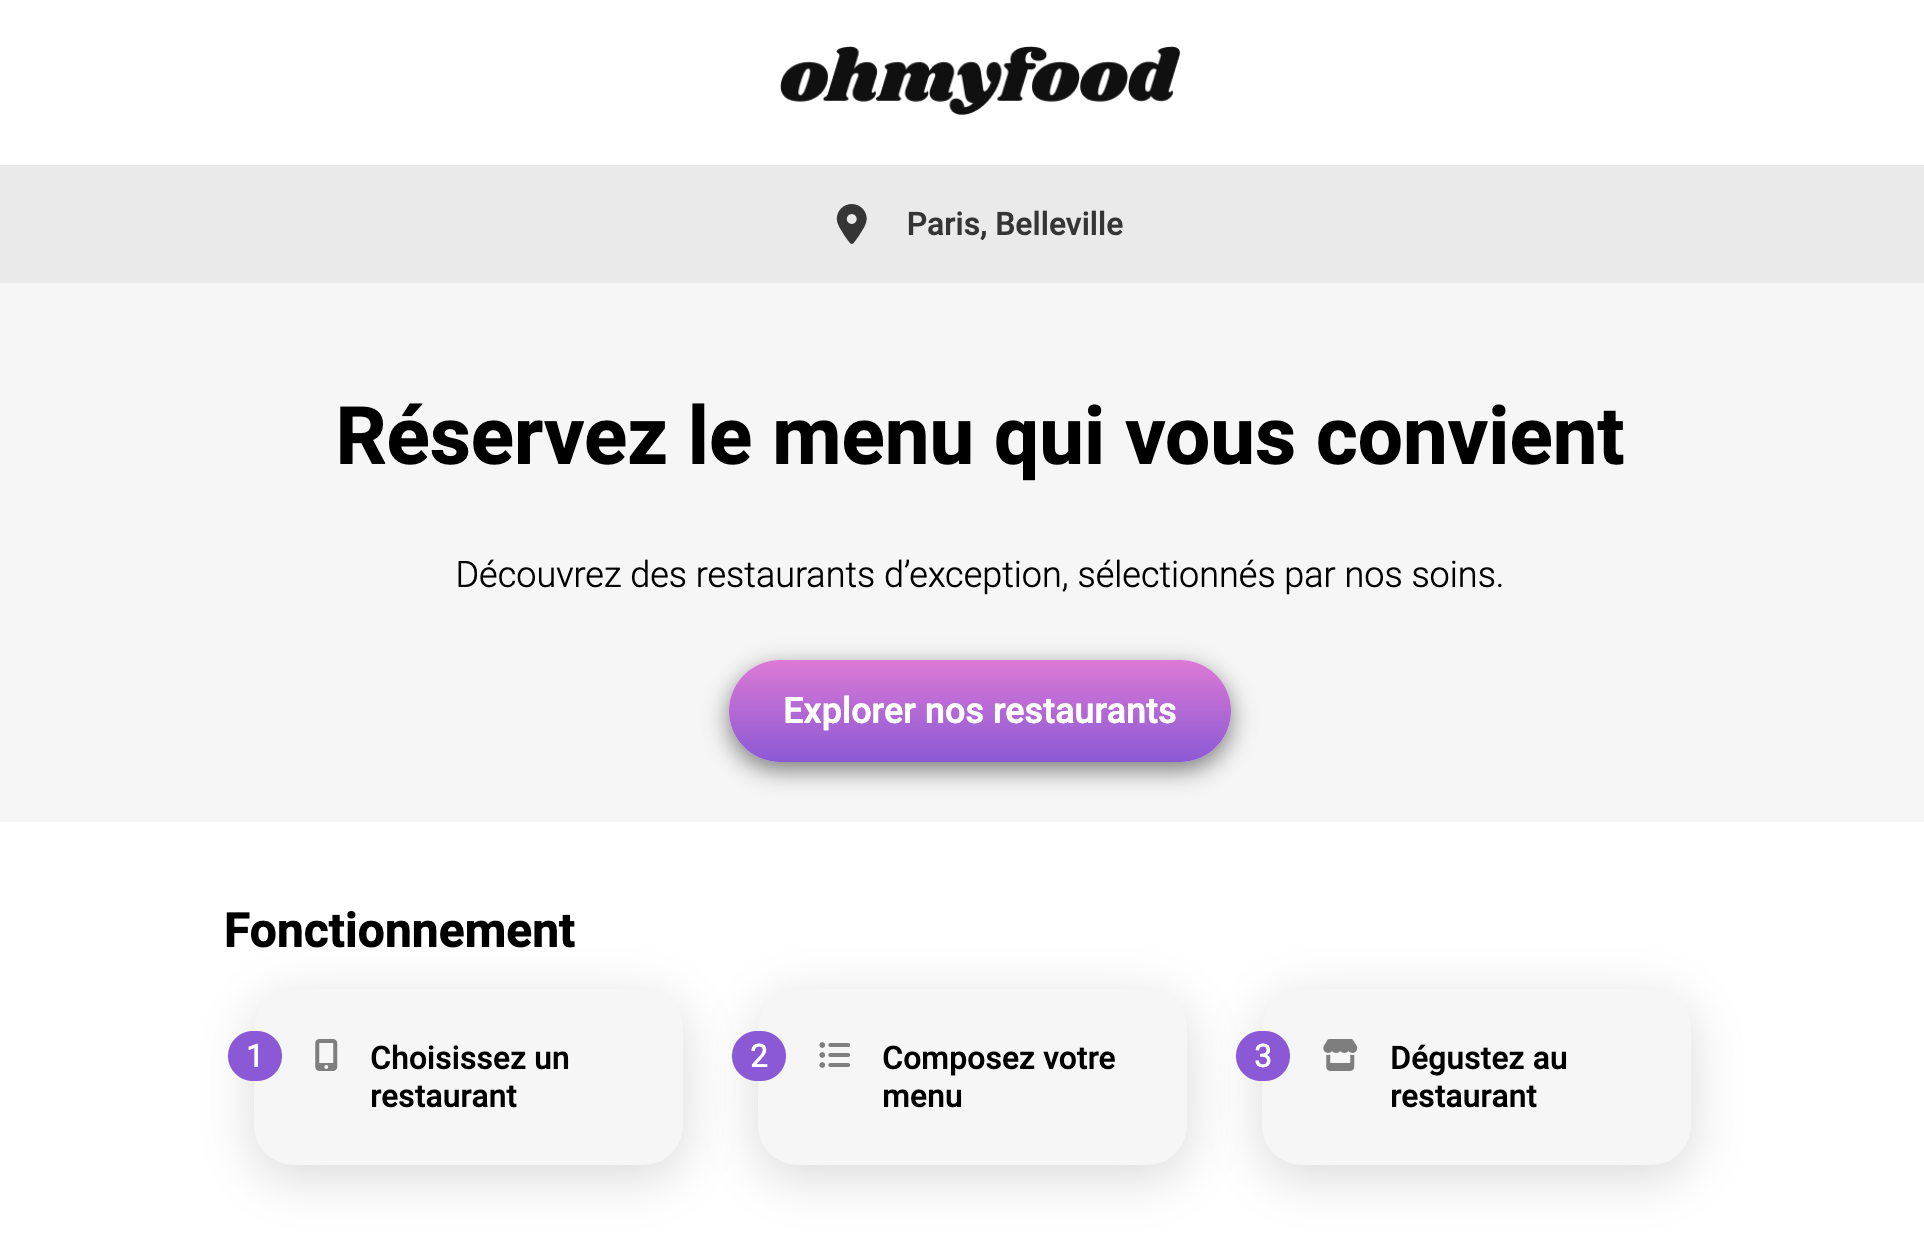 ohmyfood
Paris, Belleville
Réservez le menu qui vous convient
Découvrez des restaurants d’exception, sélectionnés par nos soins.
Explorer nos restaurants
Fonctionnement
1 Choisissez un
restaurant
2 Composez votre
menu
3 Dégustez au
restaurant